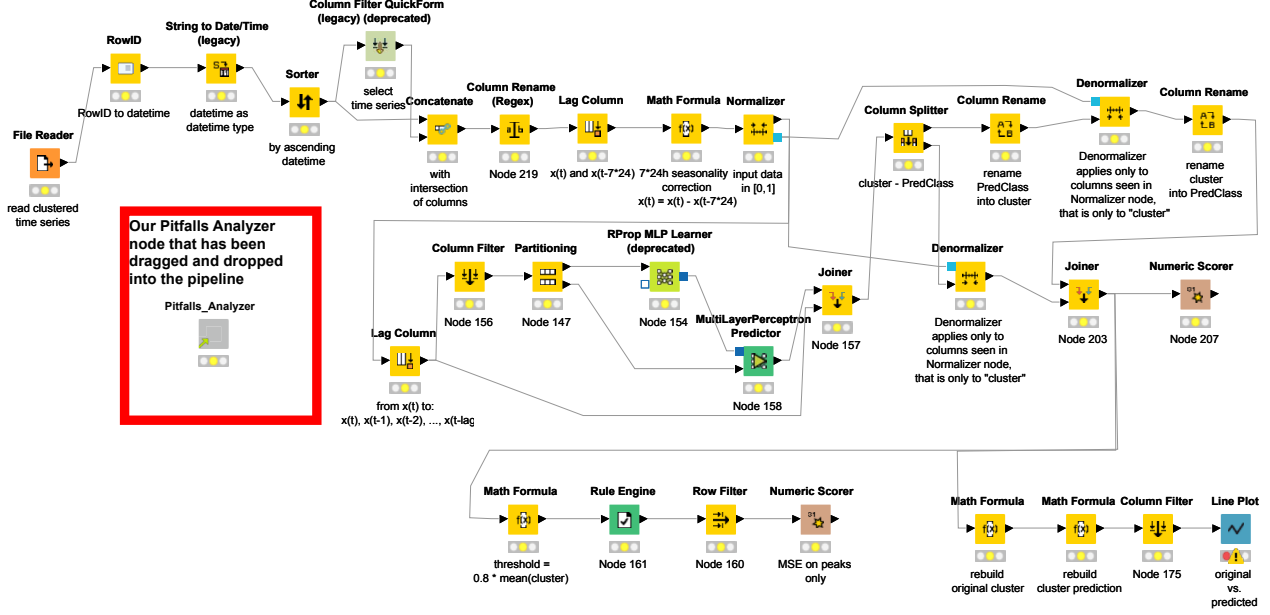 Column Filter QuickForm
(legacy) (deprecated)
select
time series
RowID
RowID to datetime
String to Date/Time
(legacy)
datetime as
datetime type
Sorter
by ascending
datetime
File Reader
read clustered
time series
Concatenate
with
intersection
of columns
Column Rename
(Regex)
Node 219
Lag Column
x(t) and x(t-7*24)
Math Formula
7*24h seasonality
correction
x(t) = x(t) - x(t-7*24)
Normalizer
input data
in [0,1]
Column Splitter
cluster - PredClass
Column Rename
rename
PredClass
into cluster
Denormalizer
Denormalizer
applies only to
columns seen in
Normalizer node,
that is only to "cluster"
Column Rename
rename
cluster
into PredClass
Our Pitfalls Analyzer
node that has been
dragged and dropped
into the pipeline
Pitfalls_Analyzer
Lag Column
from x(t) to:
x(t), x(t-1), x(t-2), ..., x(t-lag
Column Filter
Node 156
Partitioning
Node 147
RProp MLP Learner
(deprecated)
Node 154
MultiLayerPerceptron
Predictor
Node 158
Joiner
Node 157
Denormalizer
Denormalizer
applies only to
columns seen in
Normalizer node,
that is only to "cluster"
Joiner
Node 203
Numeric Scorer
Node 207
Math Formula
threshold =
0.8 * mean(cluster)
Rule Engine
Node 161
Row Filter
Node 160
Numeric Scorer
MSE on peaks
only
Math Formula
rebuild
original cluster
Math Formula
rebuild
cluster prediction
Column Filter
Node 175
Line Plot
original
vs.
predicted